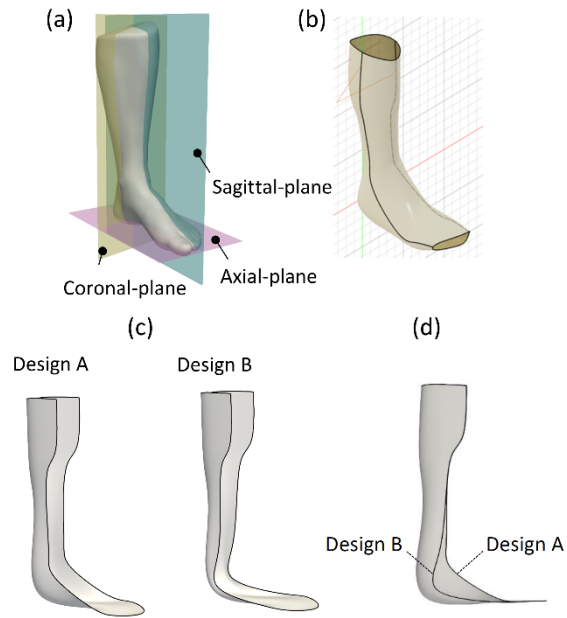 (a)
(b)
Sagittal-plane
Axial-plane
Coronal-plane
(c)
(d)
Design A
Design B
Design B
Design A